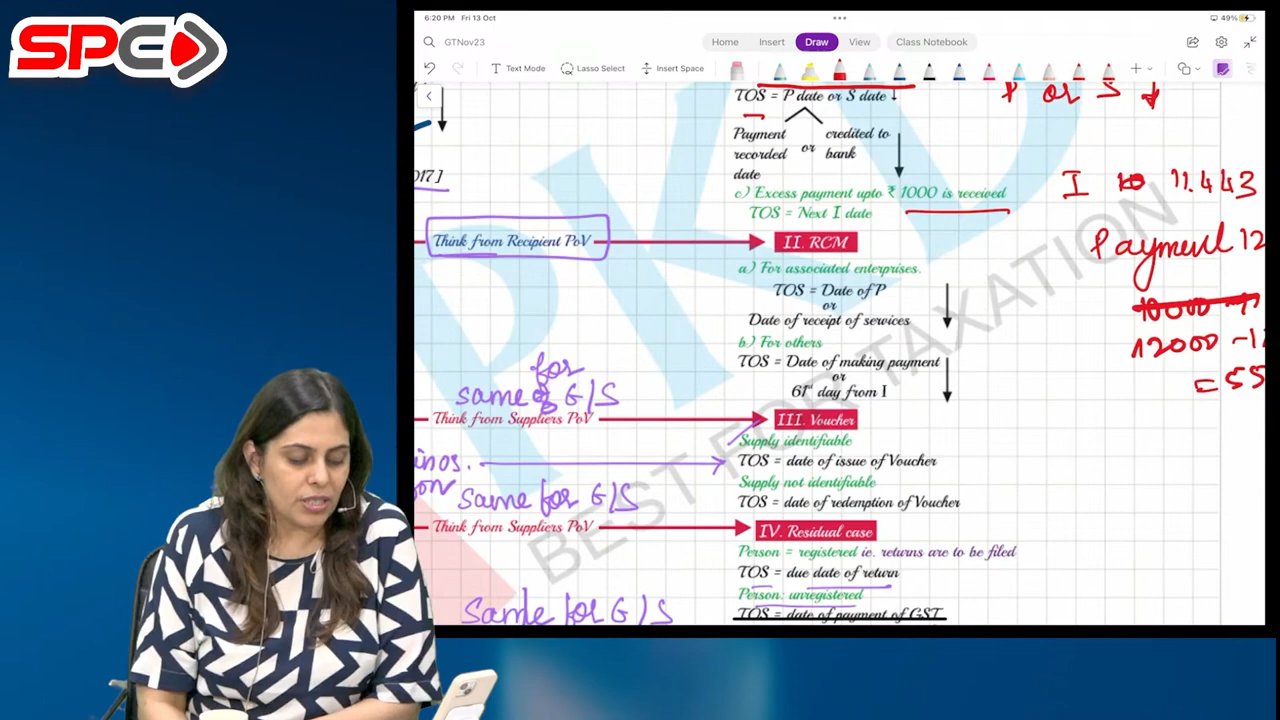 SPC
6:20 PM Fri 13 Oct
49%
GTNov23
Home Insert Draw View Class Notebook
Text Mode Lasso Select Insert Space
TOS = P date or S date ↓
P or S ↓
Payment recorded date or credited to bank
017]
c) Excess payment upto ₹ 1000 is received
TOS = Next I date
I 11.443
Payment 12
Think from Recipient PoV
II. RCM
a) For associated enterprises.
TOS = Date of P
or
Date of receipt of services
10000
b) For others
12000 - 1
TOS = Date of making payment
or
61st day from I
= 55
for
same G/S
Think from Suppliers PoV
III. Voucher
Supply identifiable
TOS = date of issue of Voucher
inos.
Supply not identifiable
same for G/S
TOS = date of redemption of Voucher
Think from Suppliers PoV
IV. Residual case
Person = registered ie. returns are to be filed
TOS = due date of return
Person: unregistered
TOS = date of payment of GST
Same for G/S
PKD
BEST FOR TAXATION